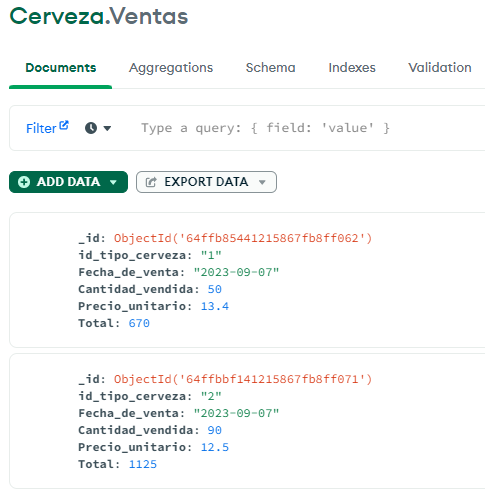 Cerveza.Ventas
Documents Aggregations Schema Indexes Validation
Filter Type a query: { field: 'value' }
ADD DATA EXPORT DATA
_id: ObjectId('64ffb85441215867fb8ff062')
id_tipo_cerveza: "1"
Fecha_de_venta: "2023-09-07"
Cantidad_vendida: 50
Precio_unitario: 13.4
Total: 670
_id: ObjectId('64ffbbf141215867fb8ff071')
id_tipo_cerveza: "2"
Fecha_de_venta: "2023-09-07"
Cantidad_vendida: 90
Precio_unitario: 12.5
Total: 1125